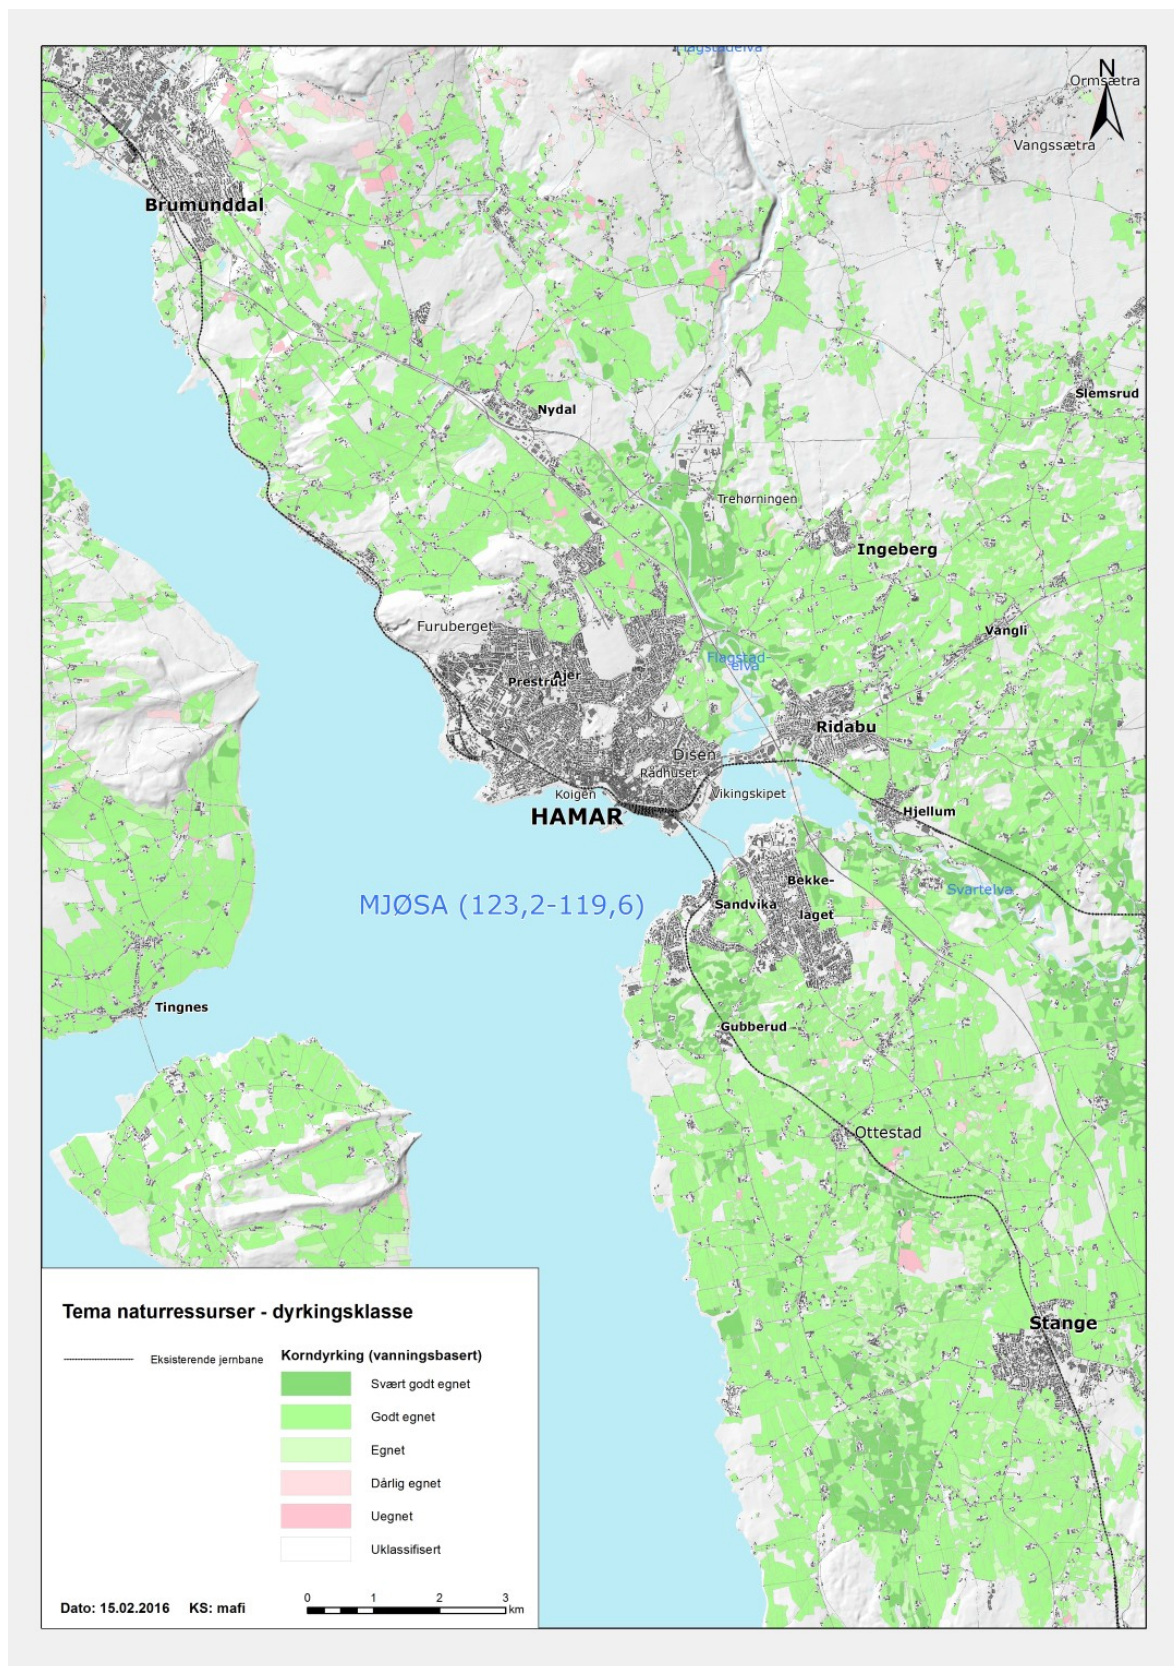 Flagstadelva
N
Ormsætra
Vangssætra
Brumunddal
Slemsrud
Nydal
Trehørningen
Ingeberg
Furuberget
Vangli
Flagstad-
elva
Ajer
Prestrud
Ridabu
Disen
Rådhuset
Vikingskipet
Koigen
HAMAR
Hjellum
Bekke-
laget
Svartelva
MJØSA (123,2-119,6)
Sandvika
Tingnes
Gubberud
Ottestad
Stange
Tema naturressurser - dyrkingsklasse
Eksisterende jernbane
Korndyrking (vanningsbasert)
Svært godt egnet
Godt egnet
Egnet
Dårlig egnet
Uegnet
Uklassifisert
Dato: 15.02.2016 KS: mafi
0 1 2 3
km